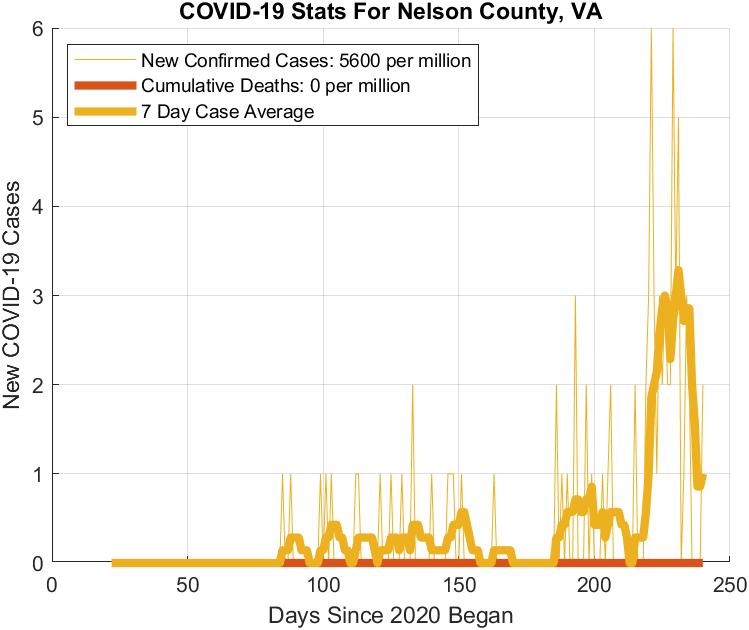 COVID-19 Stats For Nelson County, VA
New Confirmed Cases: 5600 per million
Cumulative Deaths: 0 per million
7 Day Case Average
New COVID-19 Cases
6
5
4
3
2
1
0
0 50 100 150 200 250
Days Since 2020 Began